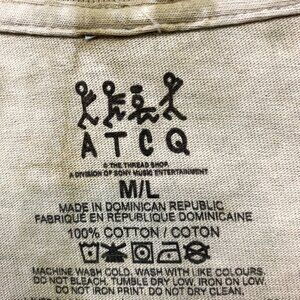 ATCQ
© THE THREAD SHOP.
A DIVISION OF SONY MUSIC ENTERTAINMENT
M/L
MADE IN DOMINICAN REPUBLIC
FABRIQUÉ EN RÉPUBLIQUE DOMINICAINE
100% COTTON / COTON
MACHINE WASH COLD. WASH WITH LIKE COLOURS.
DO NOT BLEACH. TUMBLE DRY LOW. IRON LOW.
DO NOT IRON PRINT. DO NOT DRY CLEAN.